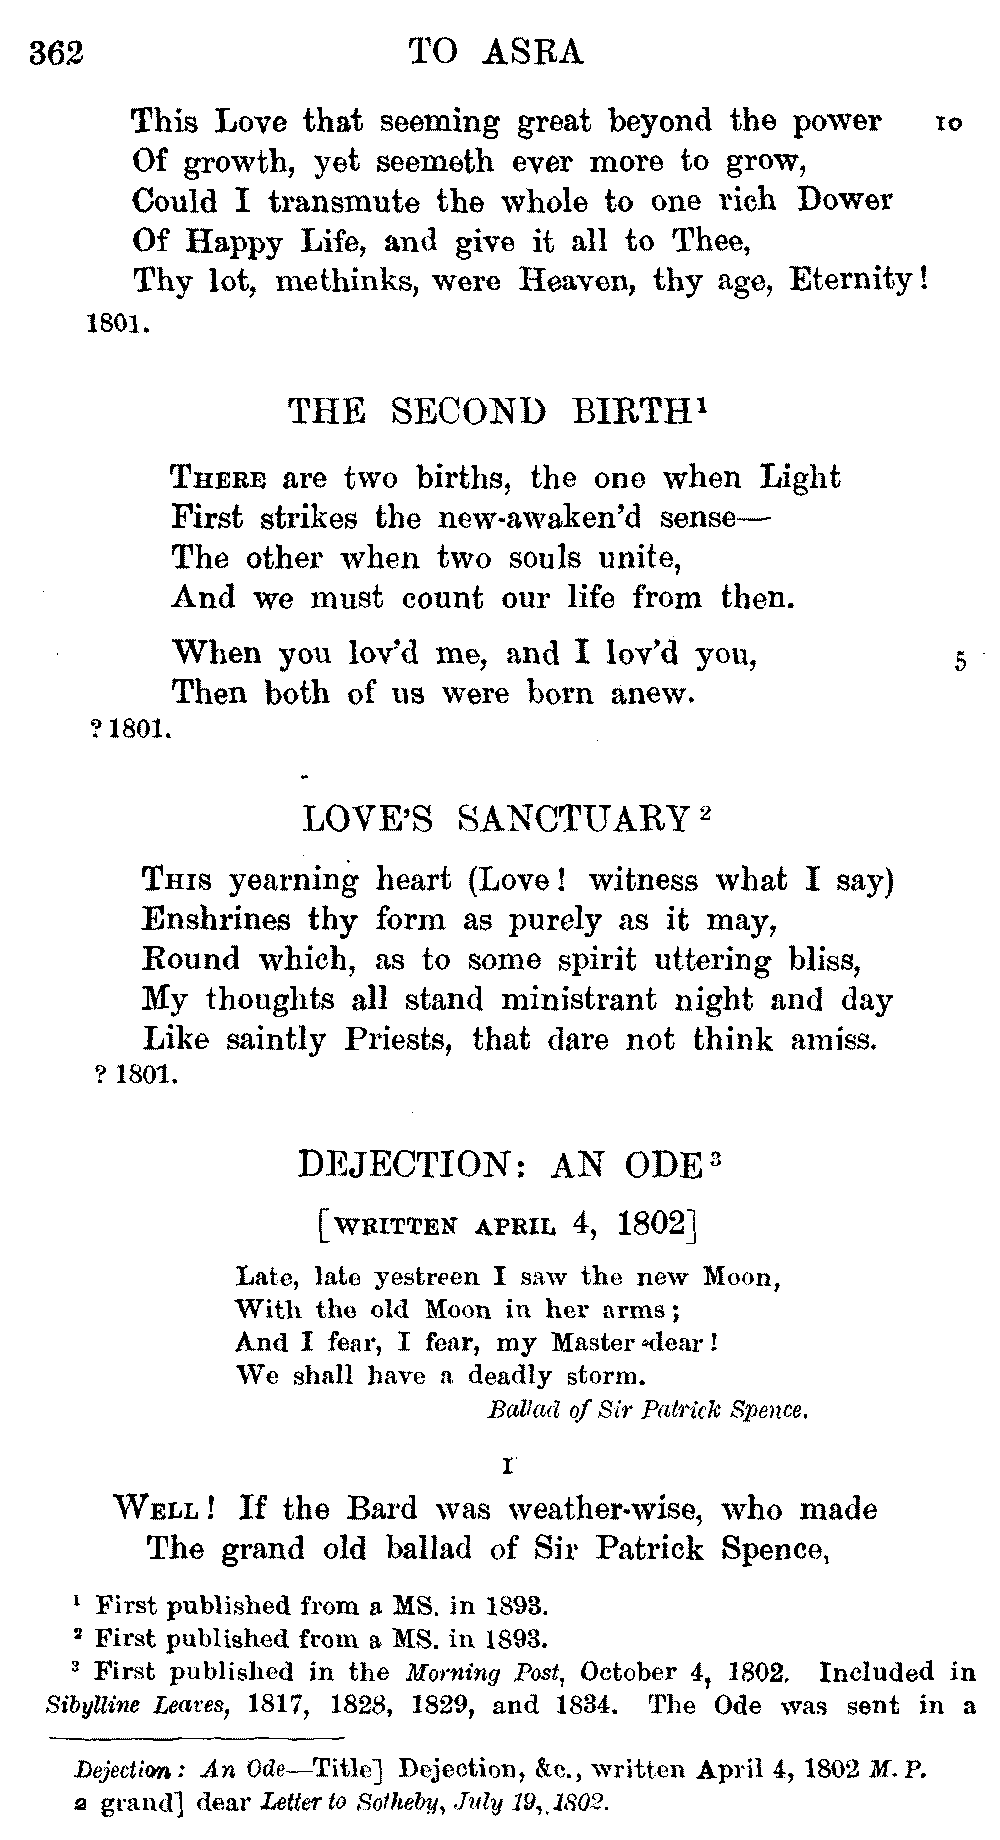 362 TO ASRA
This Love that seeming great beyond the power 10
Of growth, yet seemeth ever more to grow,
Could I transmute the whole to one rich Dower
Of Happy Life, and give it all to Thee,
Thy lot, methinks, were Heaven, thy age, Eternity!
1801.
THE SECOND BIRTH¹
THERE are two births, the one when Light
First strikes the new-awaken'd sense—
The other when two souls unite,
And we must count our life from then.
When you lov'd me, and I lov'd you, 5
Then both of us were born anew.
? 1801.
LOVE'S SANCTUARY²
THIS yearning heart (Love! witness what I say)
Enshrines thy form as purely as it may,
Round which, as to some spirit uttering bliss,
My thoughts all stand ministrant night and day
Like saintly Priests, that dare not think amiss.
? 1801.
DEJECTION: AN ODE³
[WRITTEN APRIL 4, 1802]
Late, late yestreen I saw the new Moon,
With the old Moon in her arms;
And I fear, I fear, my Master dear!
We shall have a deadly storm.
Ballad of Sir Patrick Spence.
I
WELL! If the Bard was weather-wise, who made
The grand old ballad of Sir Patrick Spence,
¹ First published from a MS. in 1893.
² First published from a MS. in 1893.
³ First published in the Morning Post, October 4, 1802. Included in
Sibylline Leaves, 1817, 1828, 1829, and 1834. The Ode was sent in a
Dejection: An Ode—Title] Dejection, &c., written April 4, 1802 M. P.
2 grand] dear Letter to Sotheby, July 19, 1802.